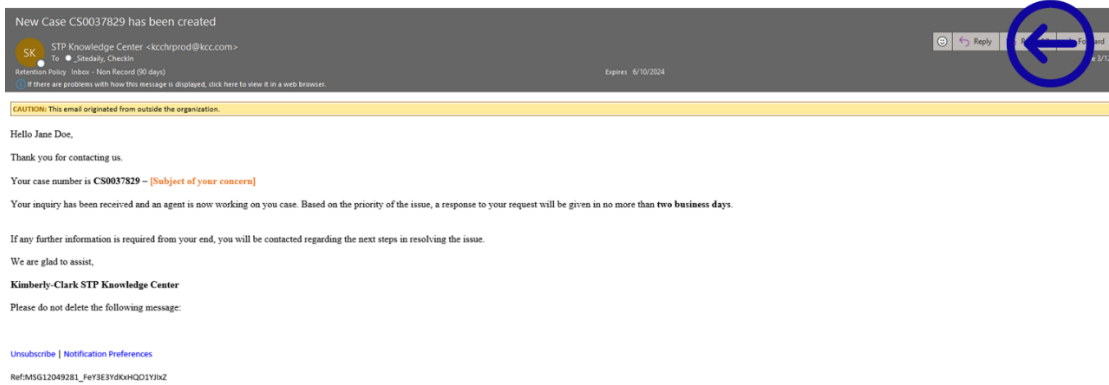 New Case CS0037829 has been created
SK
STP Knowledge Center <kcchrprod@kcc.com>
To _Sitedaily, CheckIn
Reply
Retention Policy Inbox - Non Record (90 days)
Expires 6/10/2024
If there are problems with how this message is displayed, click here to view it in a web browser.
CAUTION: This email originated from outside the organization.
Hello Jane Doe,
Thank you for contacting us.
Your case number is CS0037829 – [Subject of your concern]
Your inquiry has been received and an agent is now working on you case. Based on the priority of the issue, a response to your request will be given in no more than two business days.
If any further information is required from your end, you will be contacted regarding the next steps in resolving the issue.
We are glad to assist,
Kimberly-Clark STP Knowledge Center
Please do not delete the following message:
Unsubscribe | Notification Preferences